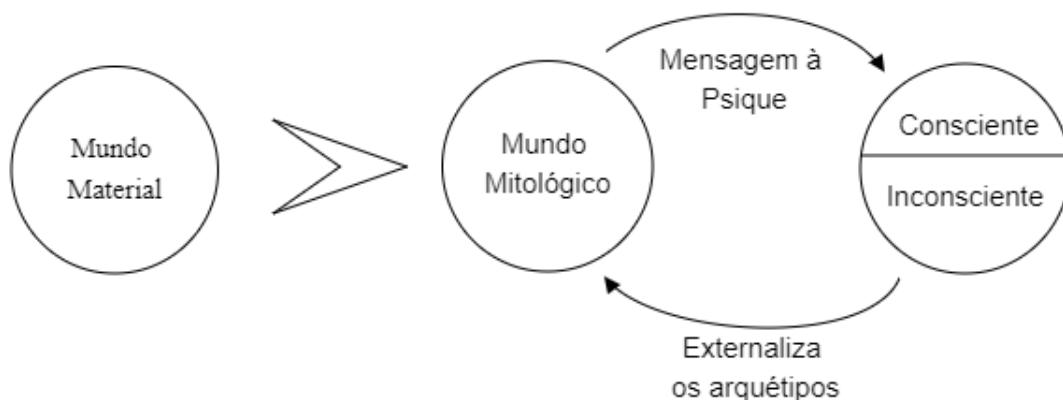 Mundo
Material
Mundo
Mitológico
Mensagem à
Psique
Consciente
Inconsciente
Externaliza
os arquétipos